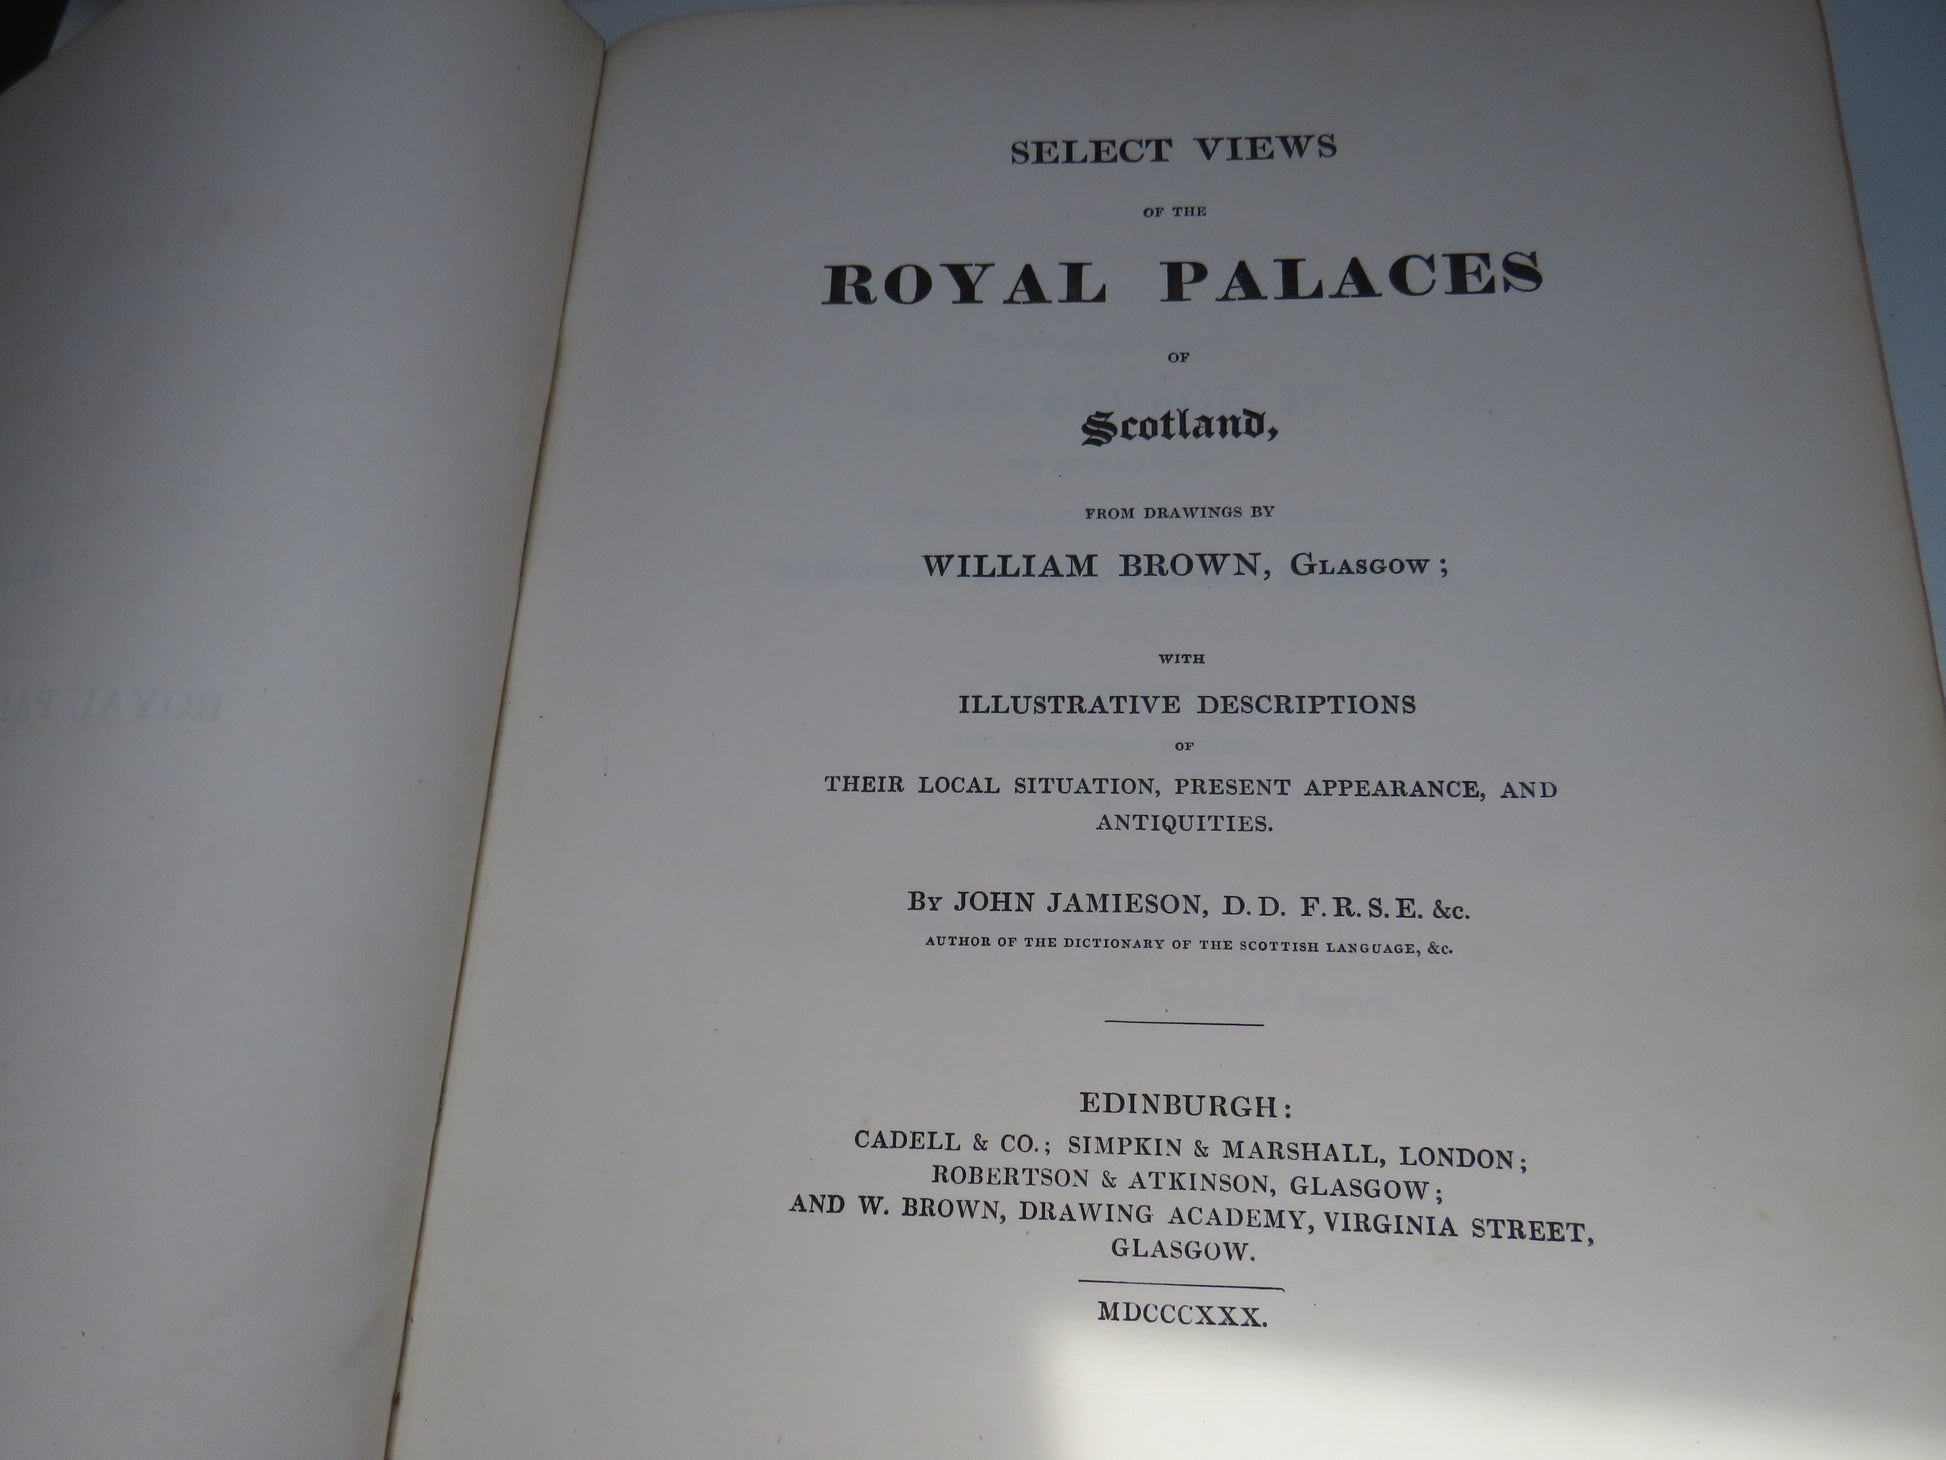 SELECT VIEWS
OF THE
ROYAL PALACES
OF
Scotland,
FROM DRAWINGS BY
WILLIAM BROWN, GLASGOW;
WITH
ILLUSTRATIVE DESCRIPTIONS
OF
THEIR LOCAL SITUATION, PRESENT APPEARANCE, AND
ANTIQUITIES.
BY JOHN JAMIESON, D.D. F.R.S.E. &c.
AUTHOR OF THE DICTIONARY OF THE SCOTTISH LANGUAGE, &c.
EDINBURGH:
CADELL & CO.; SIMPKIN & MARSHALL, LONDON;
ROBERTSON & ATKINSON, GLASGOW;
AND W. BROWN, DRAWING ACADEMY, VIRGINIA STREET,
GLASGOW.
MDCCCXXX.